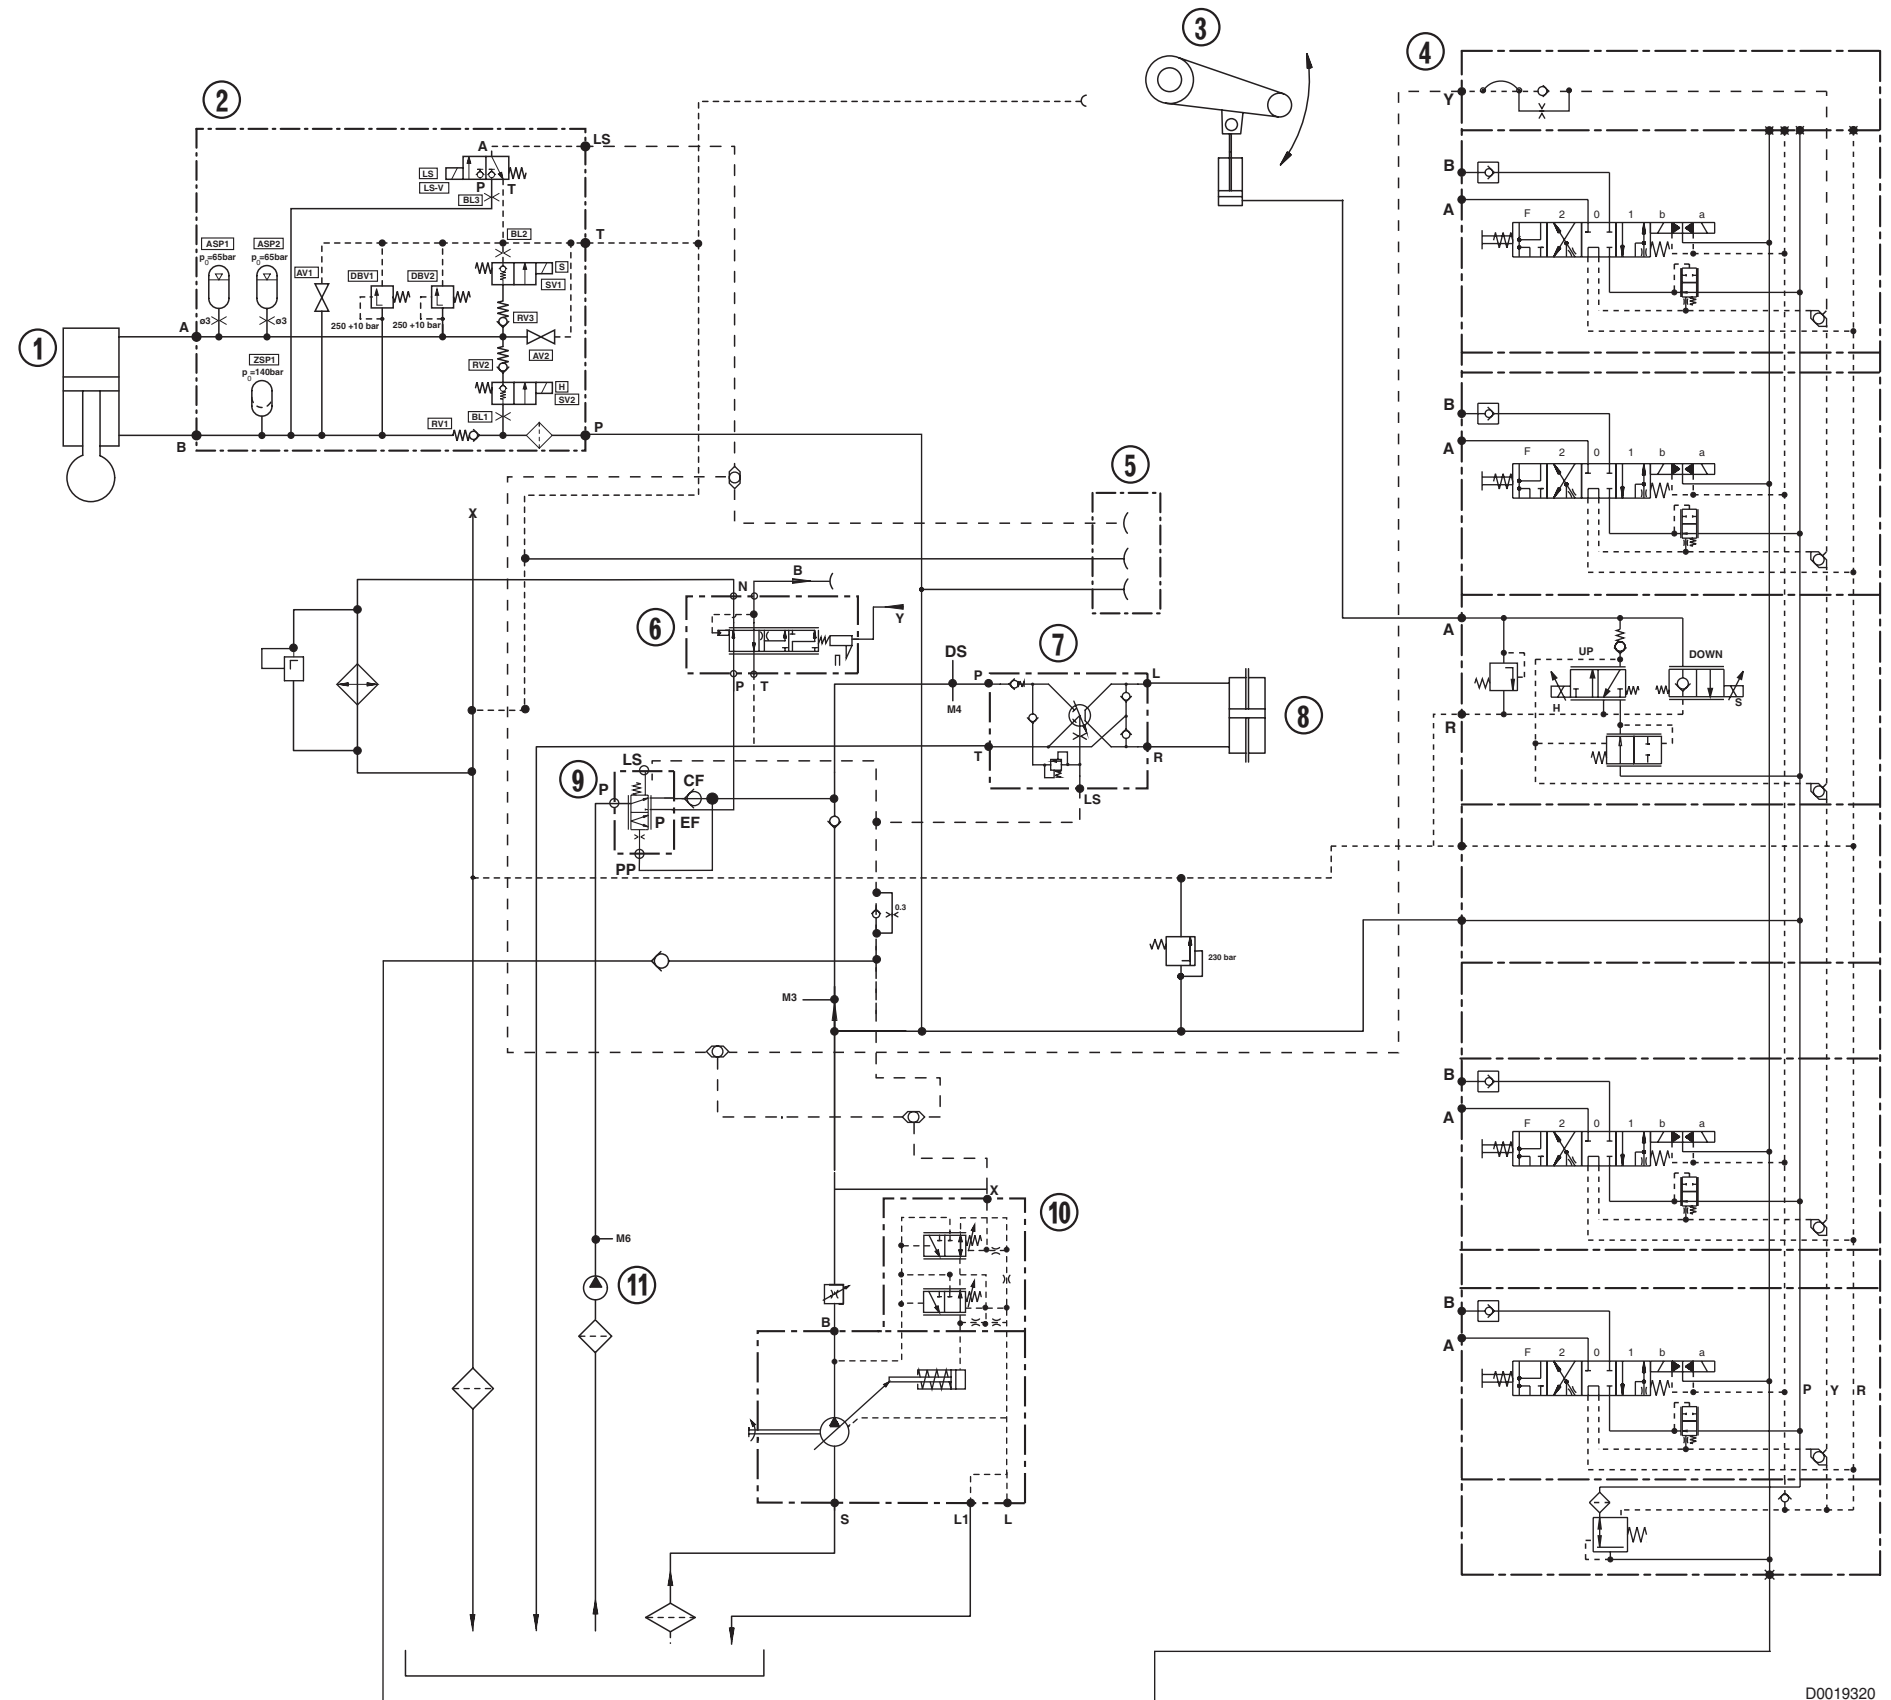 3
4
2
Y
A LS
LS
LS-V P T
BL3
B
A
F 2 0 1 b a
ASP1 ASP2 BL2 T
p0=65bar p0=65bar
AV1 DBV1 DBV2 S
SV1
ø3 ø3 250 +10 bar 250 +10 bar RV3
A
1
ZSP1 RV2 AV2
p0=140bar
H
SV2
RV1 BL1 P
B
B
A
F 2 0 1 b a
5
X
N B
6 Y
P T
7
DS
P L
M4
8
T R
LS
A
UP DOWN
H S
R
9
LS
P CF
P EF
PP
0.3
230 bar
M3
B
A
F 2 0 1 b a
X
10
M6
11
B
B
A
F 2 0 1 b a
P Y R
S L1 L
D0019320